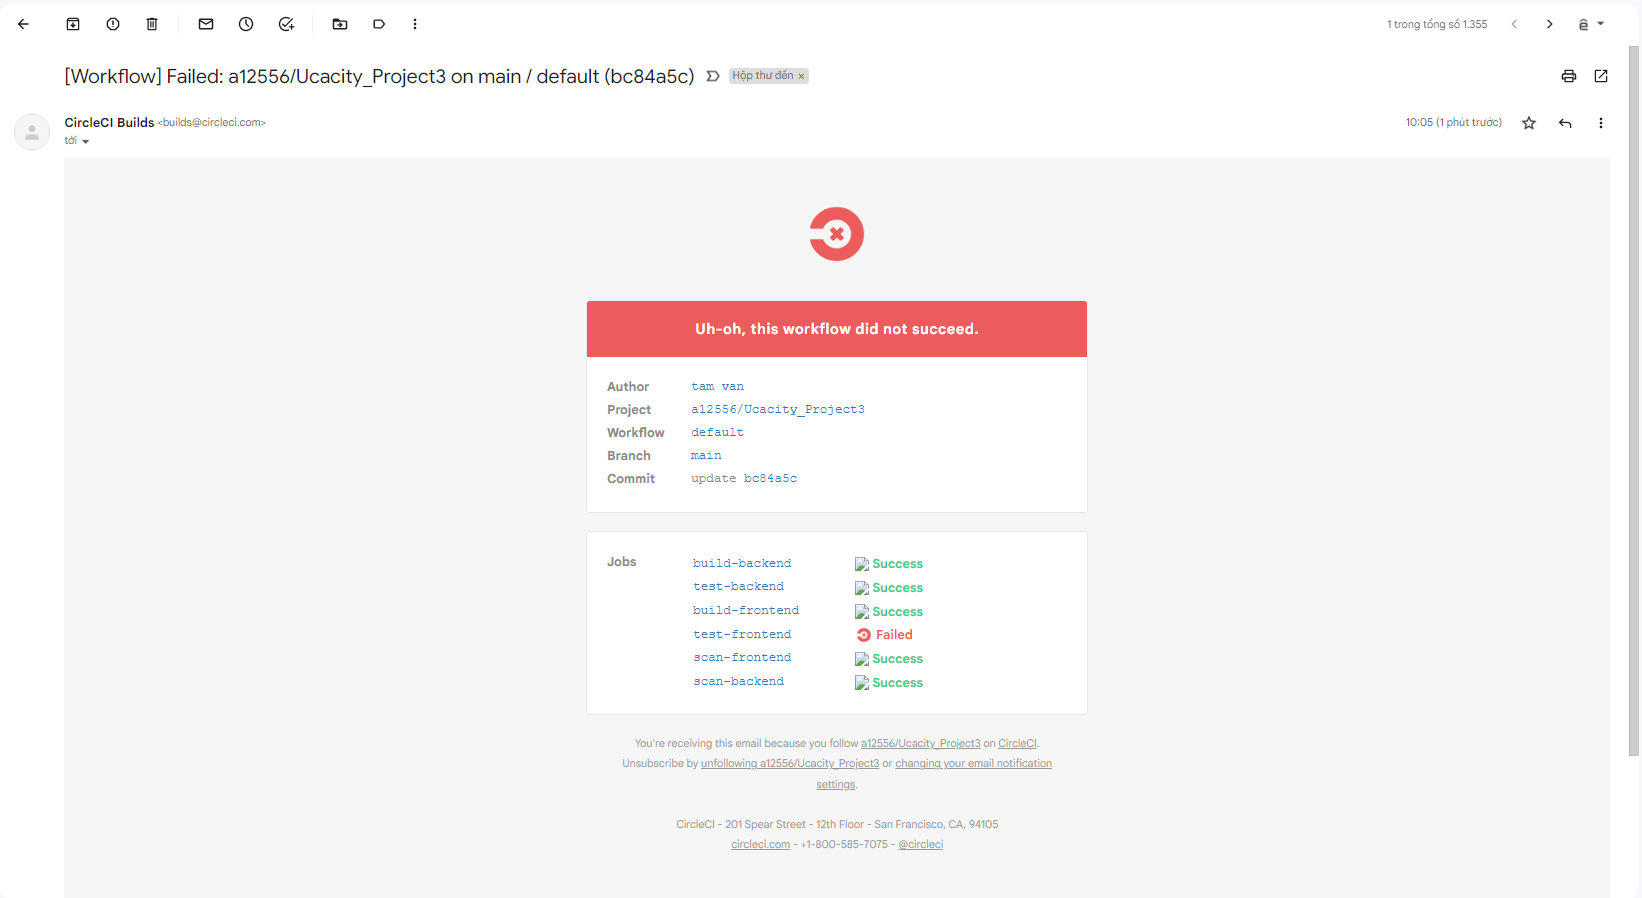 1 trong tổng số 1.355
[Workflow] Failed: a12556/Ucacity_Project3 on main / default (bc84a5c)
Hộp thư đến ×
CircleCI Builds <builds@circleci.com>
10:05 (1 phút trước)
tới
Uh-oh, this workflow did not succeed.
Author tam van
Project a12556/Ucacity_Project3
Workflow default
Branch main
Commit update bc84a5c
Jobs build-backend Success
test-backend Success
build-frontend Success
test-frontend Failed
scan-frontend Success
scan-backend Success
You're receiving this email because you follow a12556/Ucacity_Project3 on CircleCI.
Unsubscribe by unfollowing a12556/Ucacity_Project3 or changing your email notification
settings.
CircleCI - 201 Spear Street - 12th Floor - San Francisco, CA, 94105
circleci.com - +1-800-585-7075 - @circleci